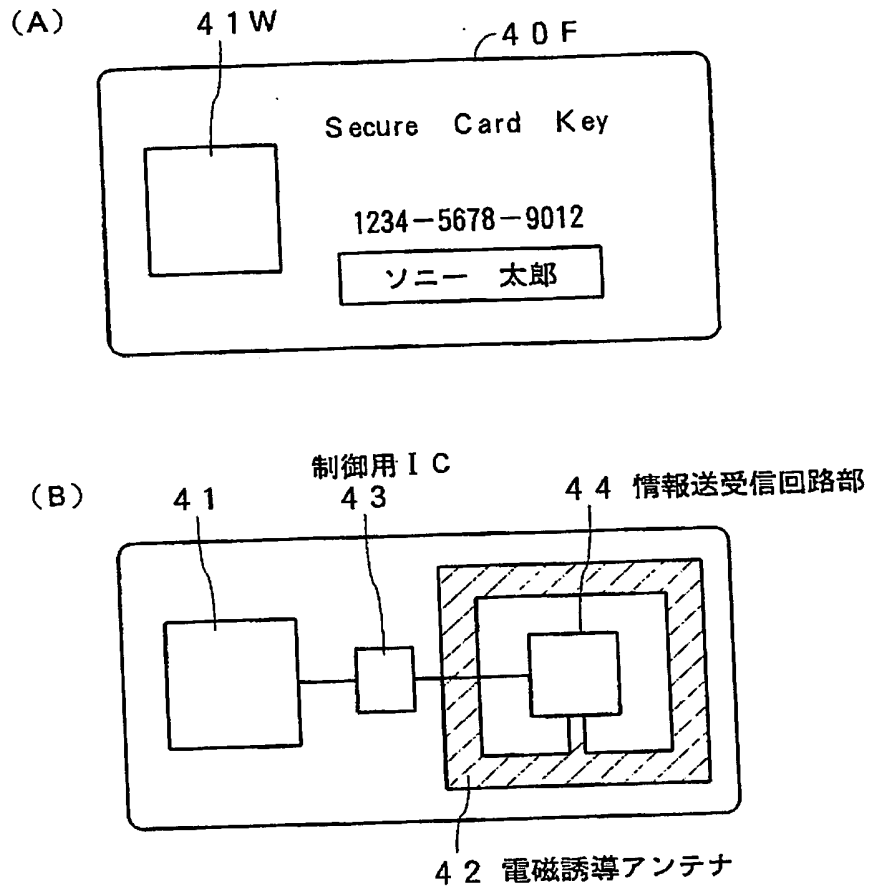 (A)
41W
40F
Secure Card Key
1234−5678−9012
ソニー 太郎
(B)
41
制御用IC
43
44 情報送受信回路部
42 電磁誘導アンテナ